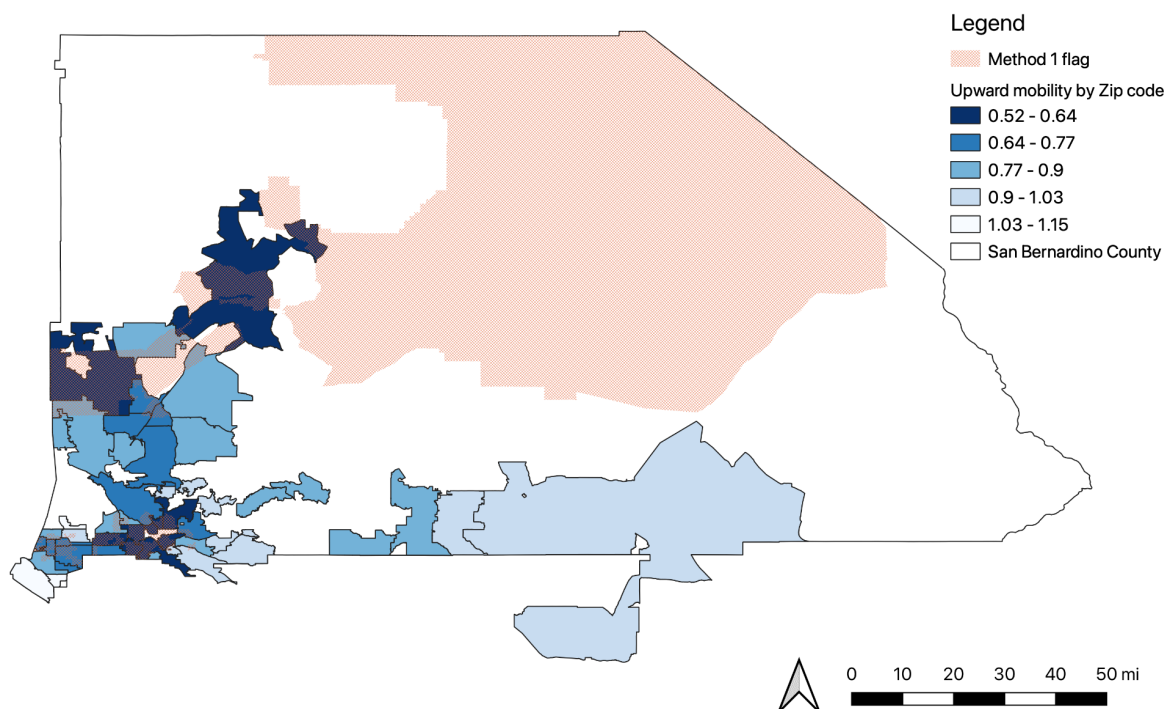 Legend
Method 1 flag
Upward mobility by Zip code
0.52 - 0.64
0.64 - 0.77
0.77 - 0.9
0.9 - 1.03
1.03 - 1.15
San Bernardino County
0 10 20 30 40 50 mi